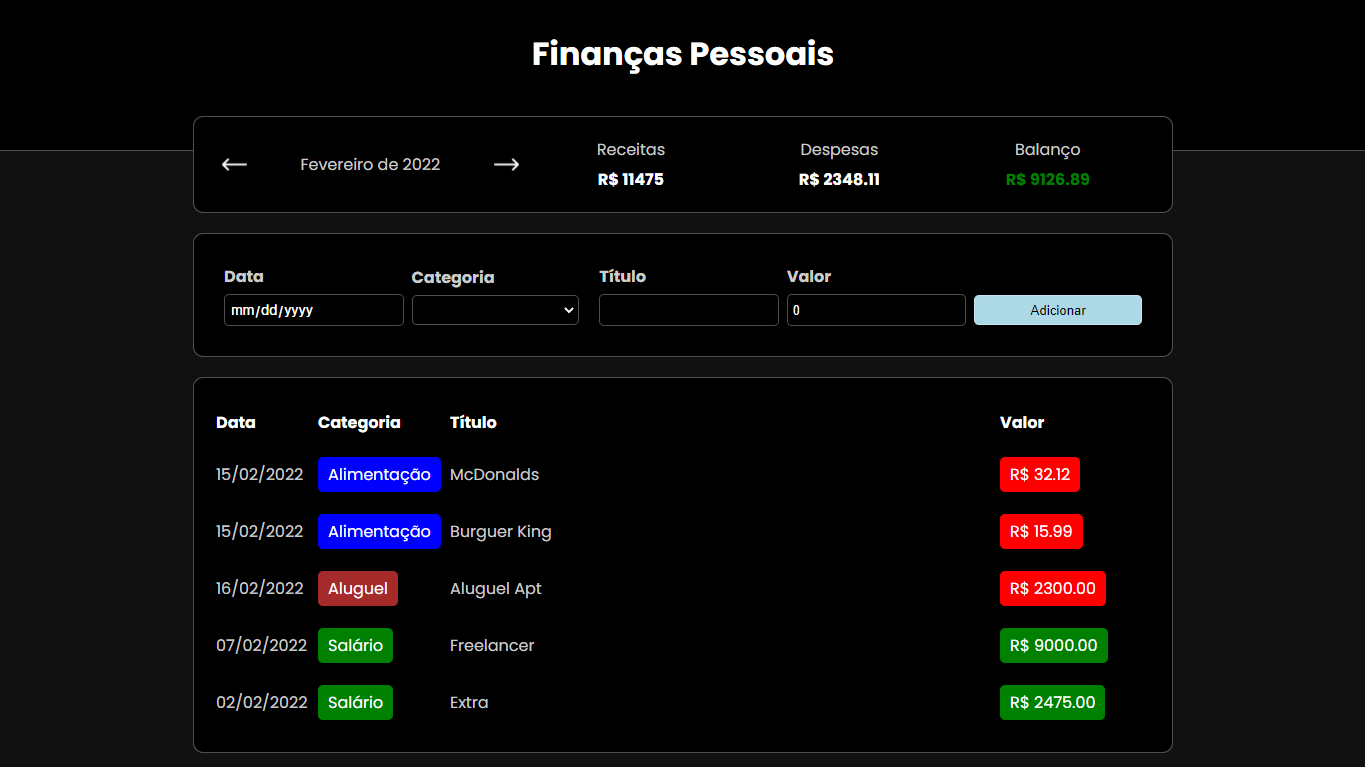 Finanças Pessoais
Fevereiro de 2022
Receitas Despesas Balanço
R$ 11475 R$ 2348.11 R$ 9126.89
Data Categoria Título Valor
mm/dd/yyyy 0 Adicionar
Data Categoria Título Valor
15/02/2022 Alimentação McDonalds R$ 32.12
15/02/2022 Alimentação Burguer King R$ 15.99
16/02/2022 Aluguel Aluguel Apt R$ 2300.00
07/02/2022 Salário Freelancer R$ 9000.00
02/02/2022 Salário Extra R$ 2475.00